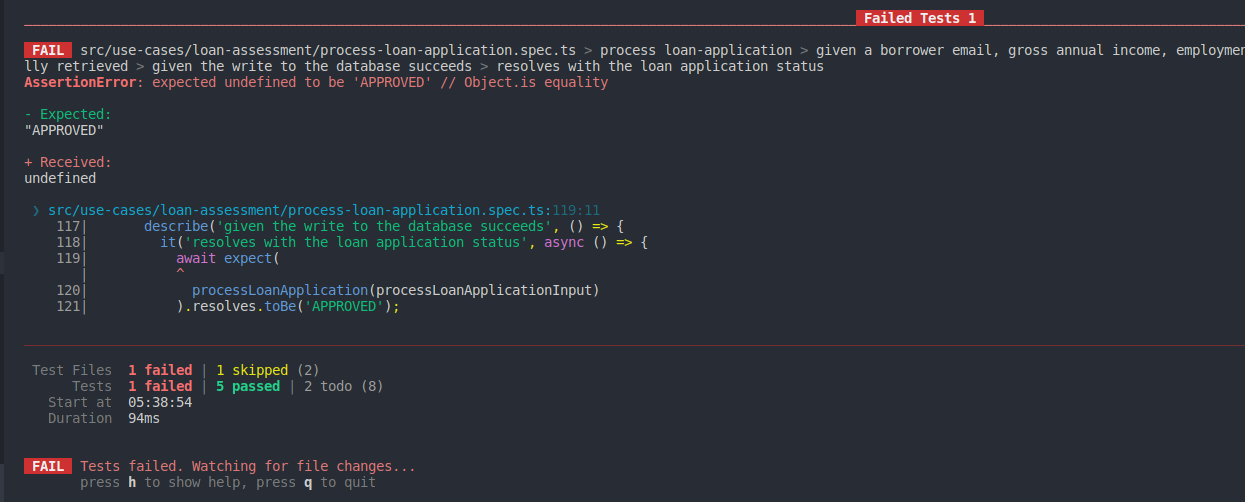 Failed Tests 1
FAIL src/use-cases/loan-assessment/process-loan-application.spec.ts > process loan-application > given a borrower email, gross annual income, employmen
lly retrieved > given the write to the database succeeds > resolves with the loan application status
AssertionError: expected undefined to be 'APPROVED' // Object.is equality
- Expected:
"APPROVED"
+ Received:
undefined
❯ src/use-cases/loan-assessment/process-loan-application.spec.ts:119:11
117| describe('given the write to the database succeeds', () => {
118| it('resolves with the loan application status', async () => {
119| await expect(
| ^
120| processLoanApplication(processLoanApplicationInput)
121| ).resolves.toBe('APPROVED');
Test Files 1 failed | 1 skipped (2)
Tests 1 failed | 5 passed | 2 todo (8)
Start at 05:38:54
Duration 94ms
FAIL Tests failed. Watching for file changes...
press h to show help, press q to quit